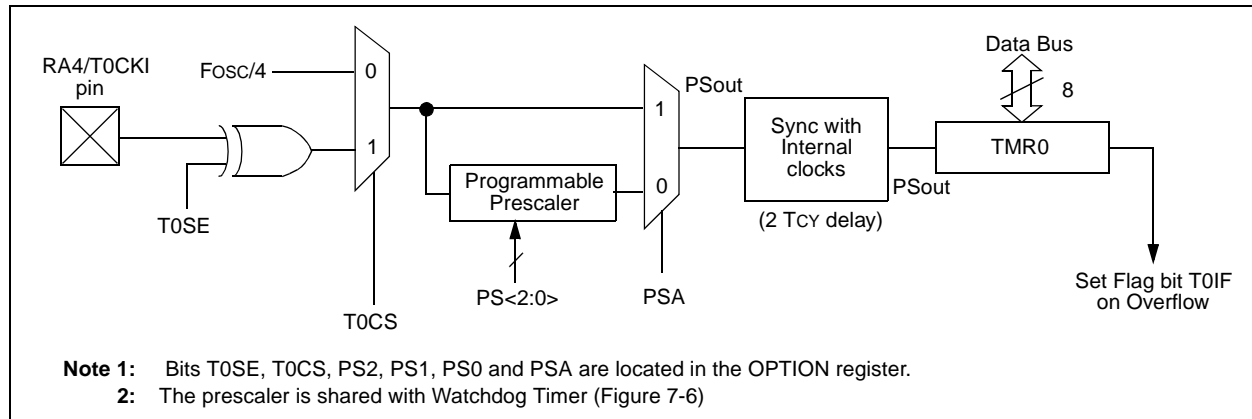 RA4/T0CKI
pin
FOSC/4
0
1
T0SE
T0CS
Programmable
Prescaler
PS<2:0>
1
0
PSA
PSout
Sync with
Internal
clocks
(2 TCY delay)
PSout
Data Bus
8
TMR0
Set Flag bit T0IF
on Overflow
Note 1: Bits T0SE, T0CS, PS2, PS1, PS0 and PSA are located in the OPTION register.
2: The prescaler is shared with Watchdog Timer (Figure 7-6)